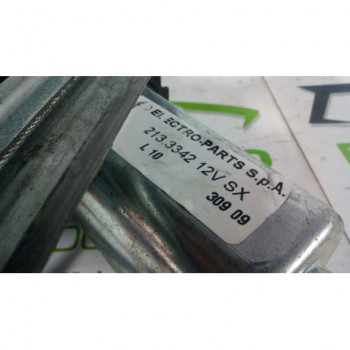 ELECTRO-PARTS S.p.A.
213.3342 12V SX
L 10
309 09